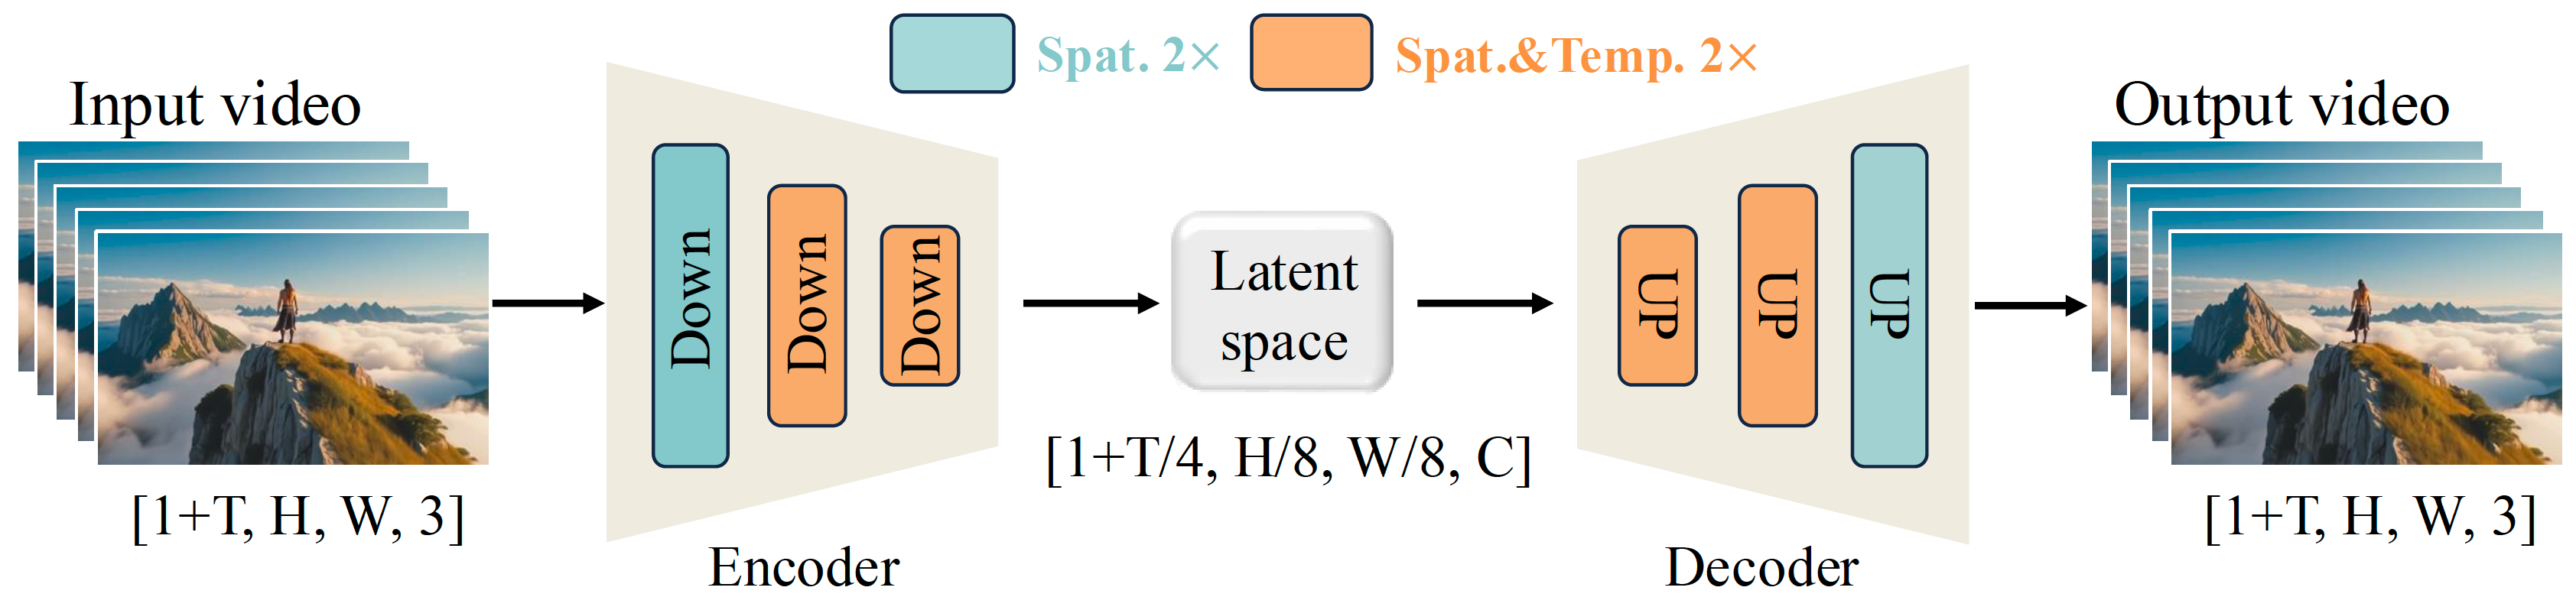 Spat. 2×
Spat.&Temp. 2×
Input video
[1+T, H, W, 3]
Down
Down
Down
Encoder
Latent
space
[1+T/4, H/8, W/8, C]
UP
UP
UP
Decoder
Output video
[1+T, H, W, 3]